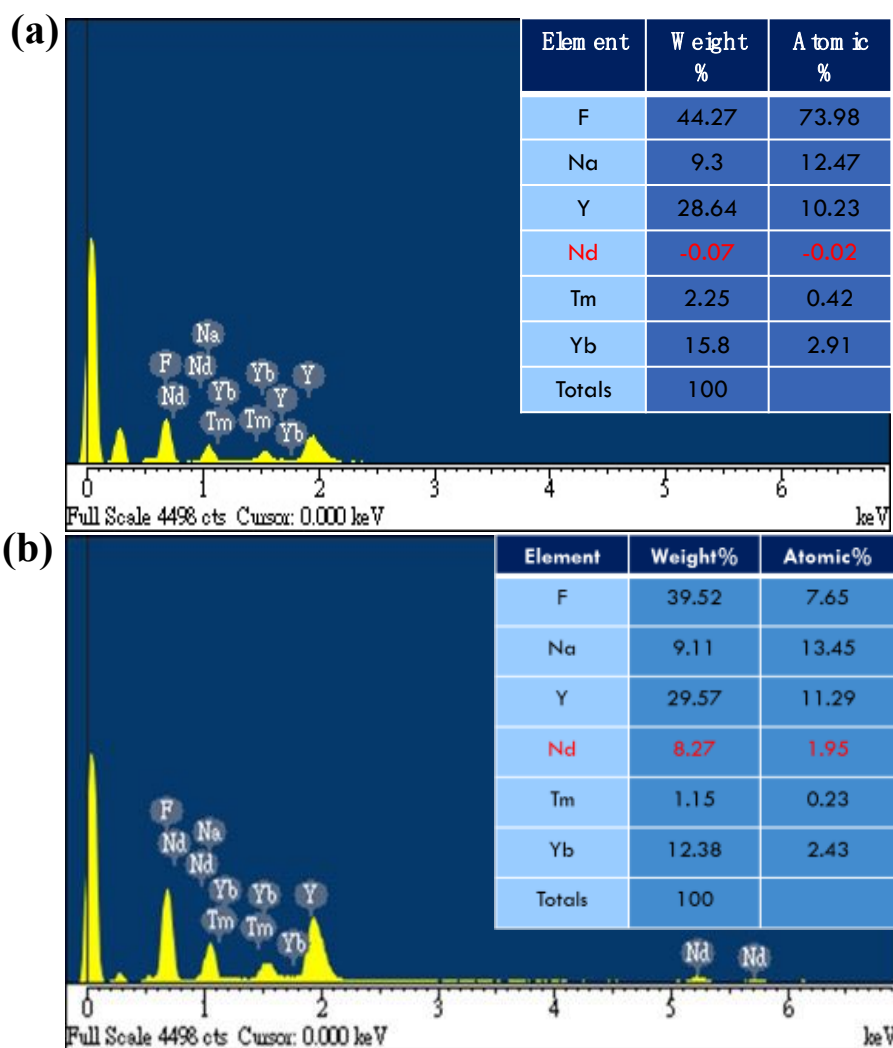 (a)
Element Weight % Atomic %
F 44.27 73.98
Na 9.3 12.47
Y 28.64 10.23
Nd -0.07 -0.02
Tm 2.25 0.42
Yb 15.8 2.91
Totals 100
Na
F Nd Yb Y
Nd Yb Y
Tm Tm Yb
0 1 2 3 4 5 6
Full Scale 4498 cts Cursor: 0.000 keV keV
(b)
Element Weight% Atomic%
F 39.52 7.65
Na 9.11 13.45
Y 29.57 11.29
Nd 8.27 1.95
Tm 1.15 0.23
Yb 12.38 2.43
Totals 100
F Na
Nd Nd
Yb Yb Y
Tm Tm
Yb Nd Nd
0 1 2 3 4 5 6
Full Scale 4498 cts Cursor: 0.000 keV keV